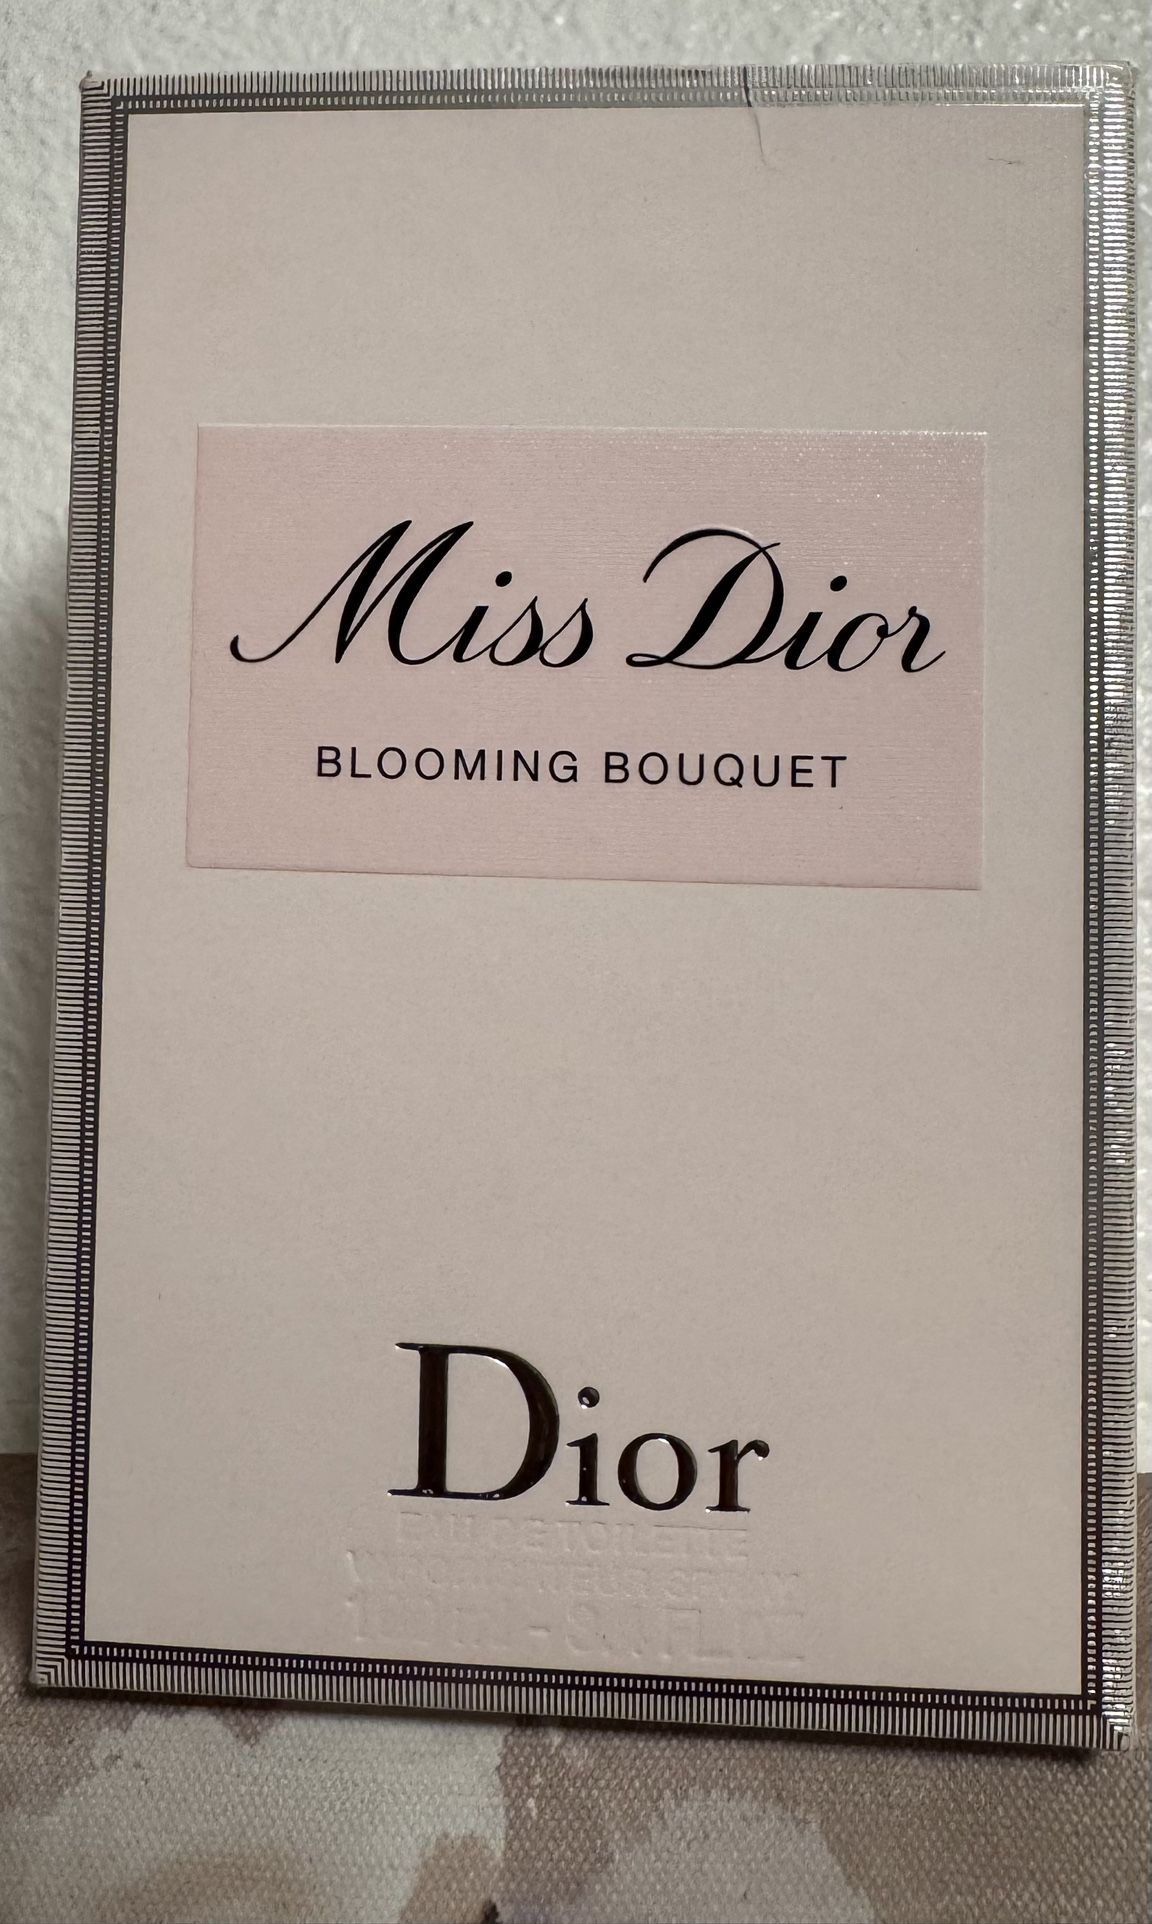 Miss Dior
BLOOMING BOUQUET
Dior
EAU DE TOILETTE